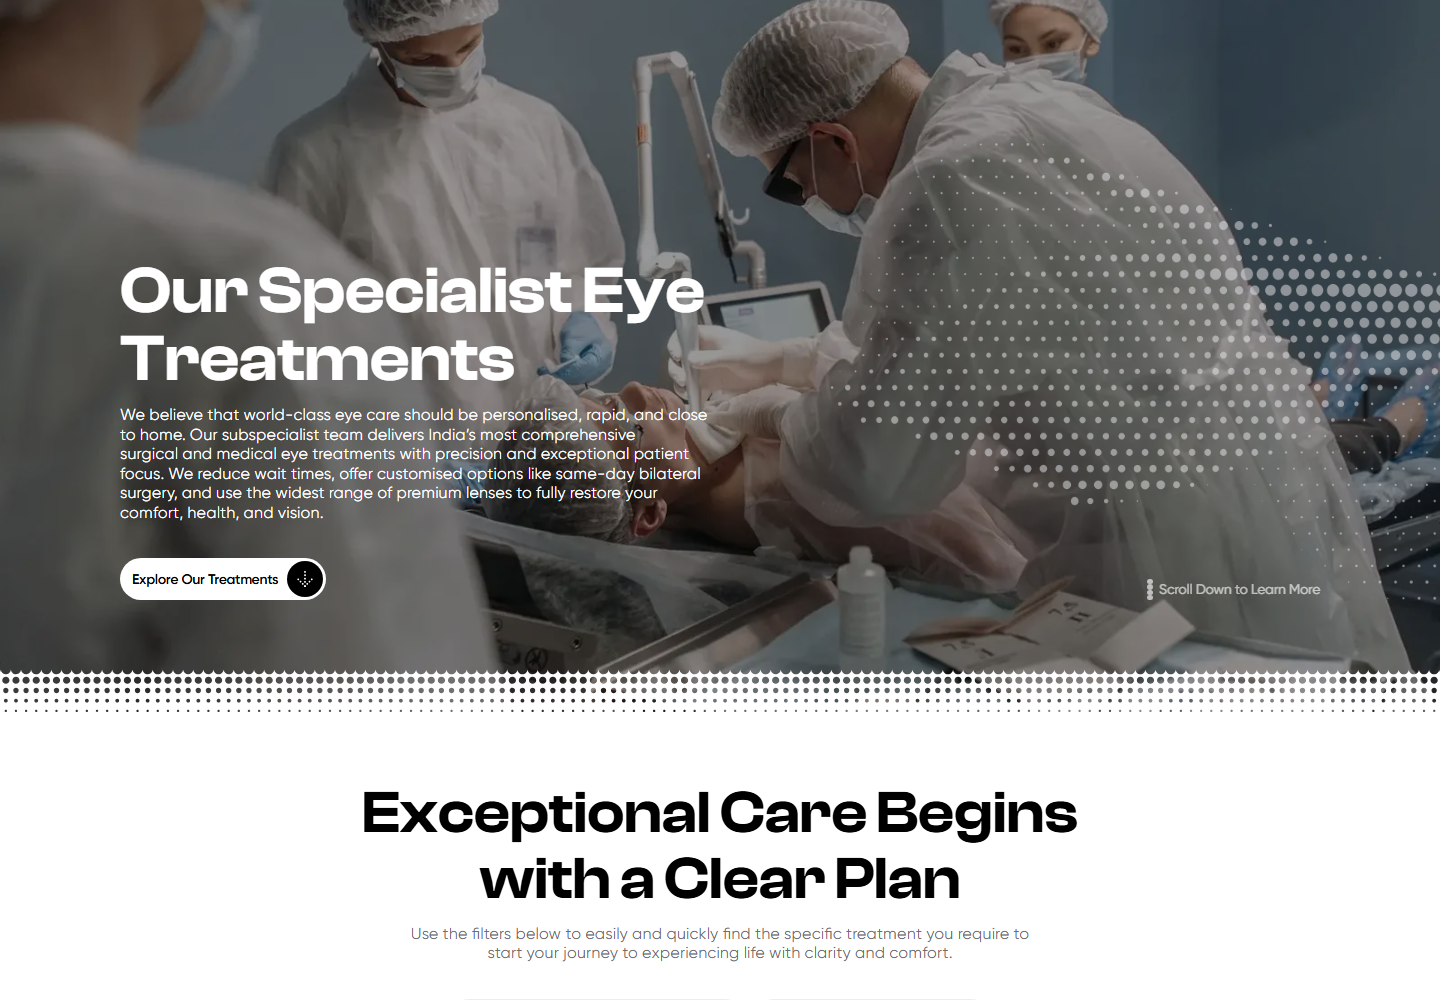 Our Specialist Eye
Treatments
We believe that world-class eye care should be personalised, rapid, and close
to home. Our subspecialist team delivers India’s most comprehensive
surgical and medical eye treatments with precision and exceptional patient
focus. We reduce wait times, offer customised options like same-day bilateral
surgery, and use the widest range of premium lenses to fully restore your
comfort, health, and vision.
Explore Our Treatments
Scroll Down to Learn More
Exceptional Care Begins
with a Clear Plan
Use the filters below to easily and quickly find the specific treatment you require to
start your journey to experiencing life with clarity and comfort.